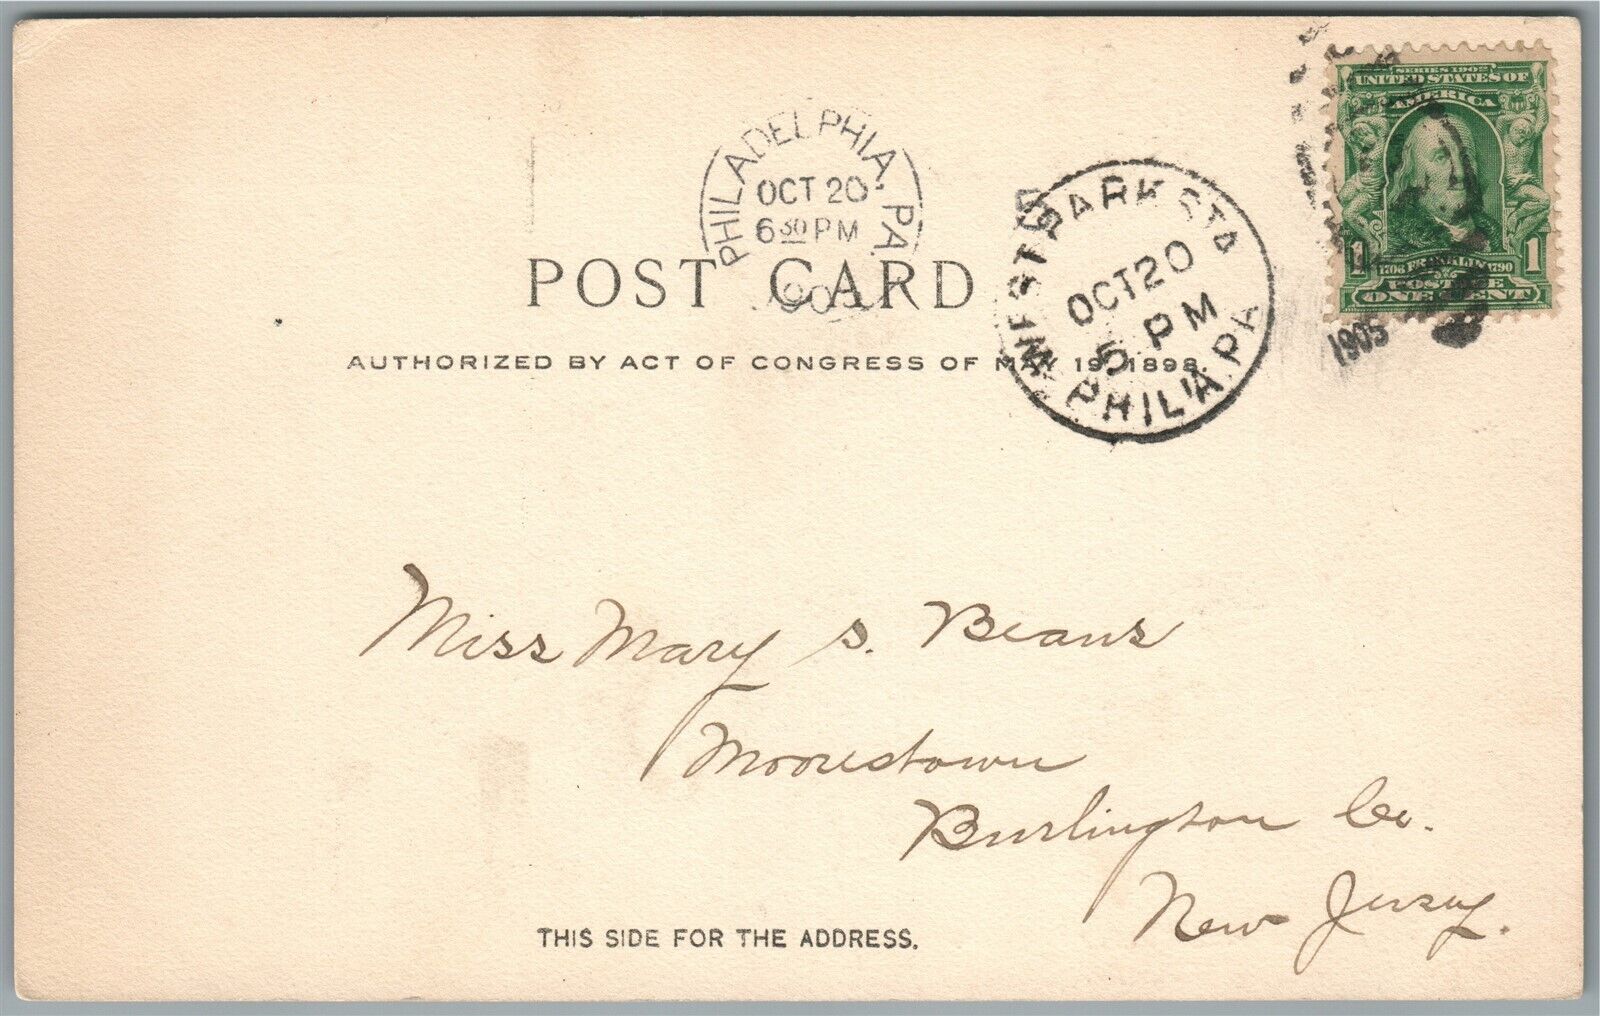 SERIES 1902
UNITED STATES OF
AMERICA
1 1
1706 FRANKLIN 1790
POSTAGE
ONE CENT
PHILADELPHIA, PA.
OCT 20
6 30 PM
WEST PARK STA.
OCT 20
5 PM
PHIL'A. PA
1905
POST CARD
AUTHORIZED BY ACT OF CONGRESS OF MAY 19, 1898.
Miss Mary S. Beans
Moorestown
Burlington Co.
New Jersey.
THIS SIDE FOR THE ADDRESS.